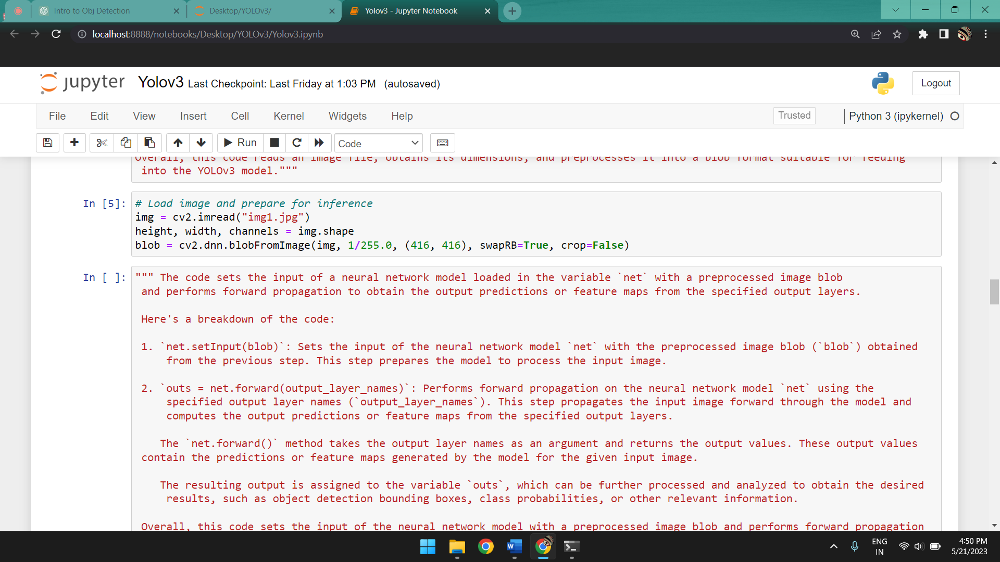 Intro to Obj Detection
Desktop/YOLOv3/
Yolov3 - Jupyter Notebook
localhost:8888/notebooks/Desktop/YOLOv3/Yolov3.ipynb
jupyter Yolov3 Last Checkpoint: Last Friday at 1:03 PM (autosaved)
Logout
File Edit View Insert Cell Kernel Widgets Help
Trusted
Python 3 (ipykernel)
Run
Code
Overall, this code reads an image file, obtains its dimensions, and preprocesses it into a blob format suitable for feeding
into the YOLOv3 model."""
In [5]:
# Load image and prepare for inference
img = cv2.imread("img1.jpg")
height, width, channels = img.shape
blob = cv2.dnn.blobFromImage(img, 1/255.0, (416, 416), swapRB=True, crop=False)
In [ ]:
""" The code sets the input of a neural network model loaded in the variable `net` with a preprocessed image blob
and performs forward propagation to obtain the output predictions or feature maps from the specified output layers.
Here's a breakdown of the code:
1. `net.setInput(blob)`: Sets the input of the neural network model `net` with the preprocessed image blob (`blob`) obtained
from the previous step. This step prepares the model to process the input image.
2. `outs = net.forward(output_layer_names)`: Performs forward propagation on the neural network model `net` using the
specified output layer names (`output_layer_names`). This step propagates the input image forward through the model and
computes the output predictions or feature maps from the specified output layers.
The `net.forward()` method takes the output layer names as an argument and returns the output values. These output values
contain the predictions or feature maps generated by the model for the given input image.
The resulting output is assigned to the variable `outs`, which can be further processed and analyzed to obtain the desired
results, such as object detection bounding boxes, class probabilities, or other relevant information.
Overall, this code sets the input of the neural network model with a preprocessed image blob and performs forward propagation
W
ENG
IN
4:50 PM
5/21/2023